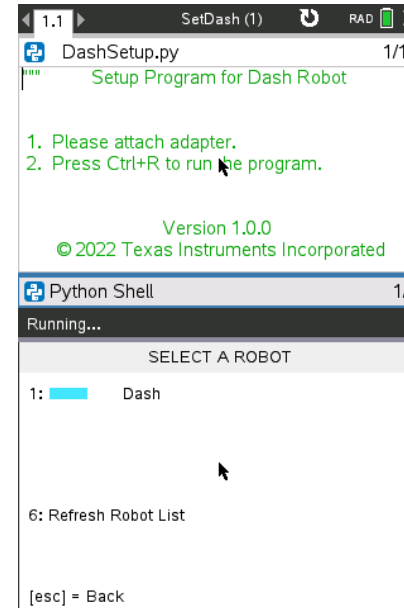 1.1 SetDash (1) RAD
DashSetup.py 1/1
""" Setup Program for Dash Robot
1. Please attach adapter.
2. Press Ctrl+R to run the program.
Version 1.0.0
© 2022 Texas Instruments Incorporated
Python Shell 1/
Running...
SELECT A ROBOT
1: Dash
6: Refresh Robot List
[esc] = Back